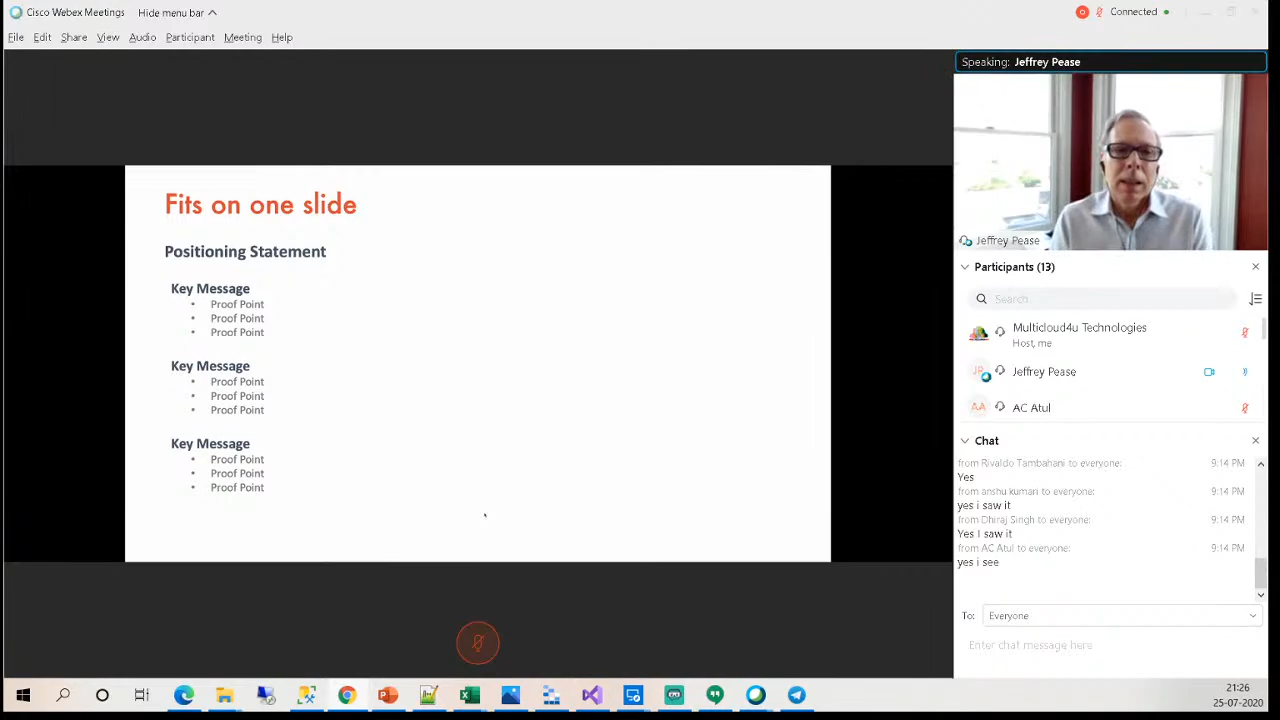 Cisco Webex Meetings
Hide menu bar
Connected
File Edit Share View Audio Participant Meeting Help
Speaking: Jeffrey Pease
Fits on one slide
Positioning Statement
Key Message
• Proof Point
• Proof Point
• Proof Point
Key Message
• Proof Point
• Proof Point
• Proof Point
Key Message
• Proof Point
• Proof Point
• Proof Point
Jeffrey Pease
Participants (13)
Search
Multicloud4u Technologies
Host, me
JP Jeffrey Pease
AA AC Atul
Chat
from Rivaldo Tambahani to everyone: 9:14 PM
Yes
from anshu kumari to everyone: 9:14 PM
yes i saw it
from Dhiraj Singh to everyone: 9:14 PM
Yes I saw it
from AC Atul to everyone: 9:14 PM
yes i see
To: Everyone
Enter chat message here
21:26
25-07-2020